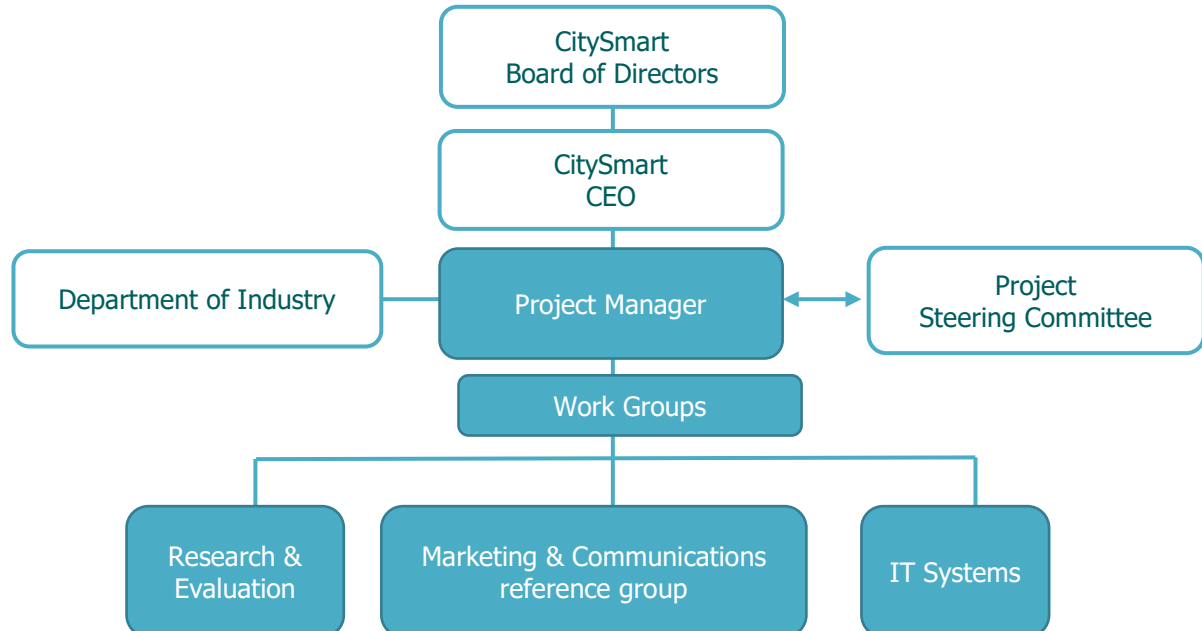 CitySmart
Board of Directors
CitySmart
CEO
Department of Industry
Project Manager
Project
Steering Committee
Work Groups
Research &
Evaluation
Marketing & Communications
reference group
IT Systems